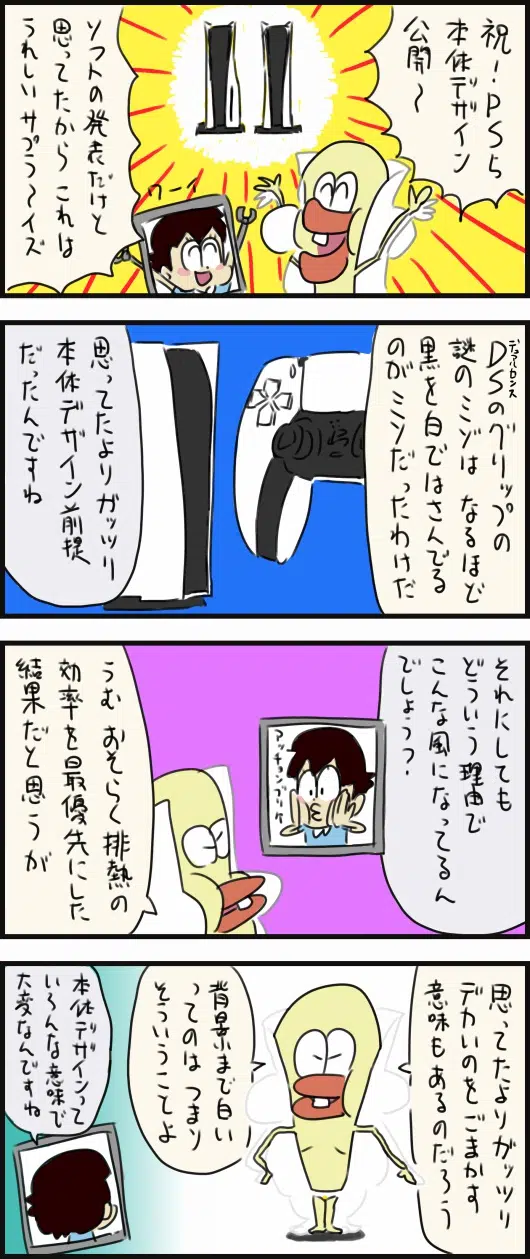 祝!PS5
本体デザイン
公開〜
ソフトの発表だけと
思ってたから これは
うれしい サプラ〜イズ
ワーイ
DSのグリップの
デュアルセンス
謎のミゾは なるほど
黒を白ではさんでる
のがミソだったわけだ
思ってたよりガッツリ
本体デザイン前提
だったんですね
それにしても
どういう理由で
こんな風になってるん
でしょうっ?
アッチョンブリケ
うむ おそらく排熱の
効率を最優先にした
結果だと思うが
思ってたよりガッツリ
デカいのをごまかす
意味もあるのだろう
背景まで白い
ってのは つまり
そういうことよ
本体デザインって
いろんな意味で
大変なんですね